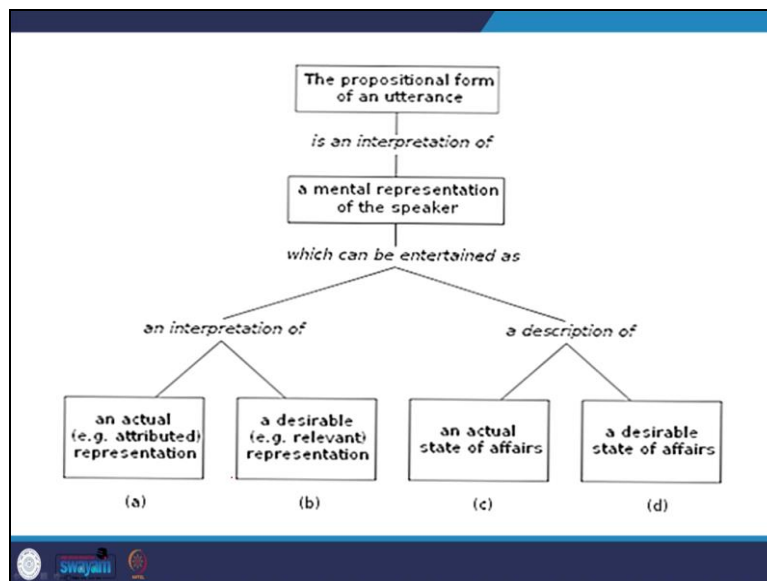 The propositional form
of an utterance
is an interpretation of
a mental representation
of the speaker
which can be entertained as
an interpretation of
a description of
an actual
(e.g. attributed)
representation
a desirable
(e.g. relevant)
representation
an actual
state of affairs
a desirable
state of affairs
(a)
(b)
(c)
(d)
swayam